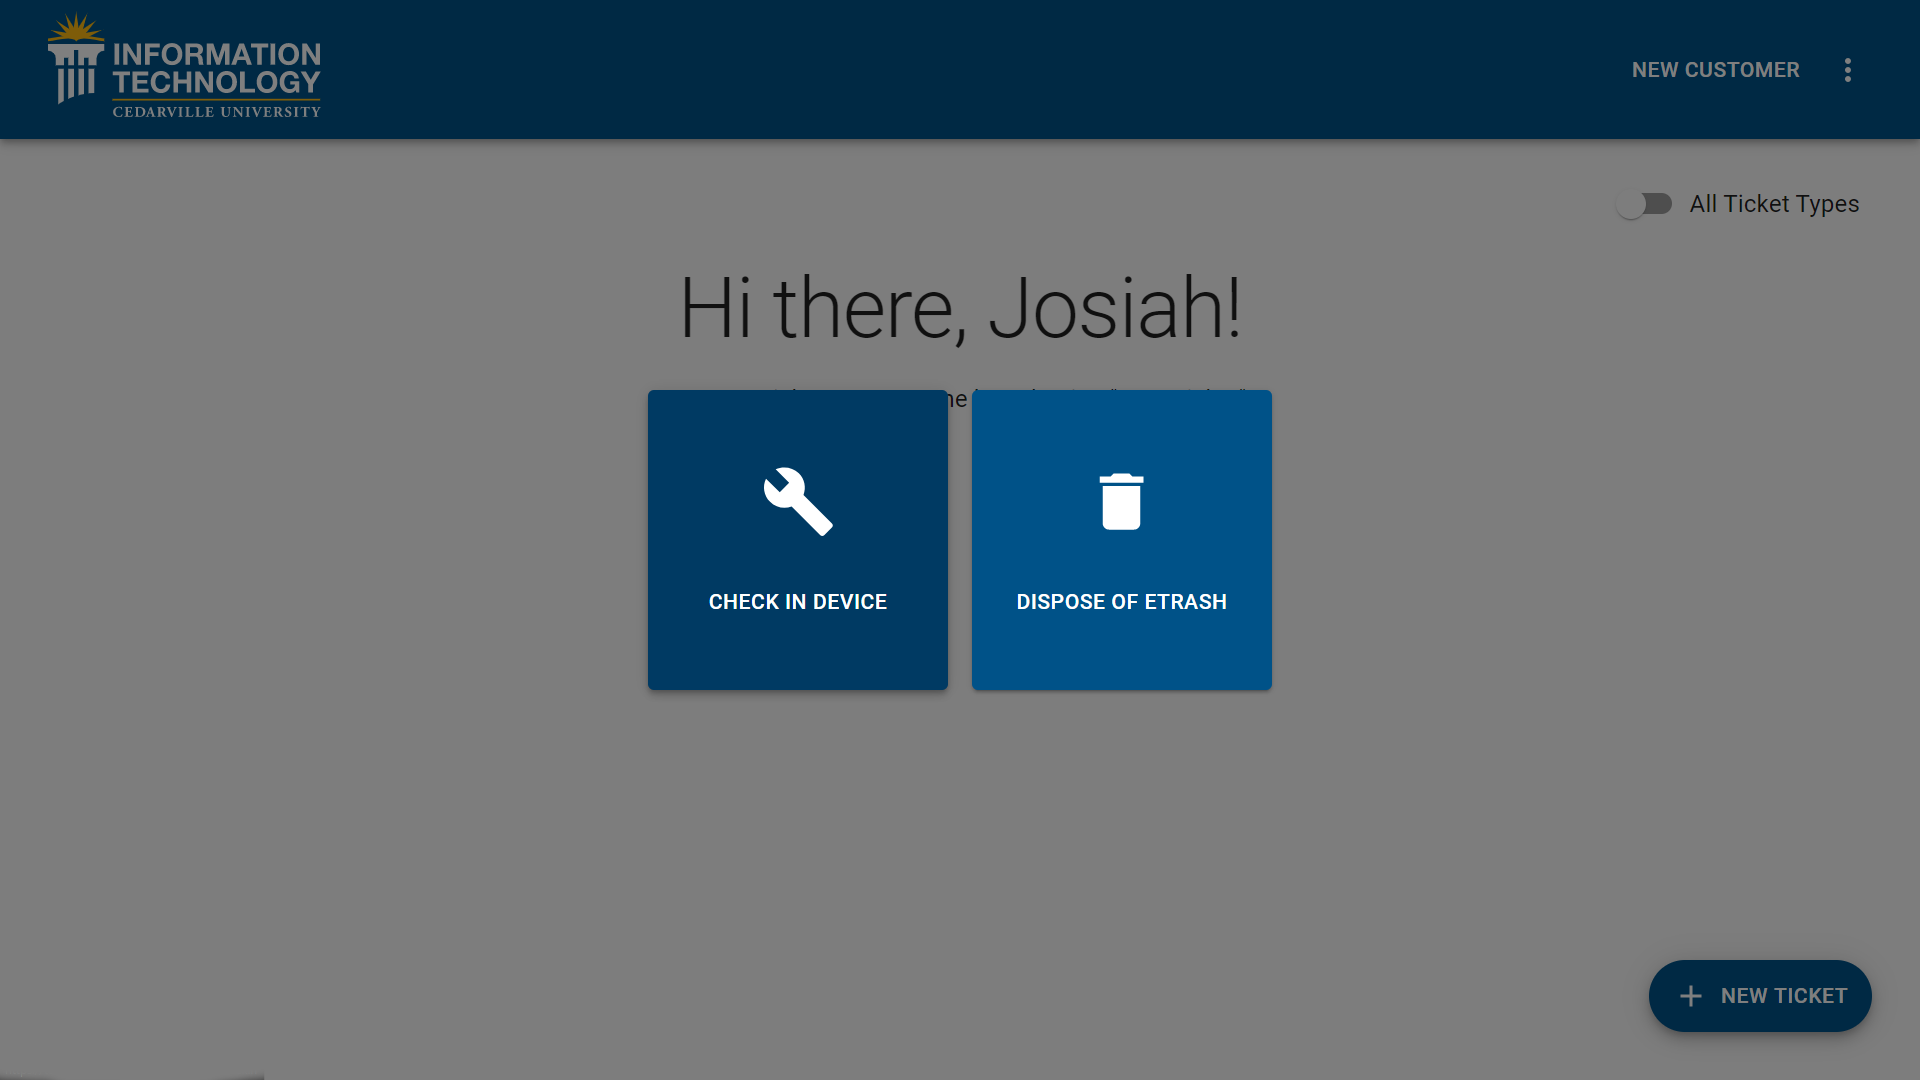 INFORMATION
TECHNOLOGY
CEDARVILLE UNIVERSITY
NEW CUSTOMER
All Ticket Types
Hi there, Josiah!
CHECK IN DEVICE
DISPOSE OF ETRASH
NEW TICKET